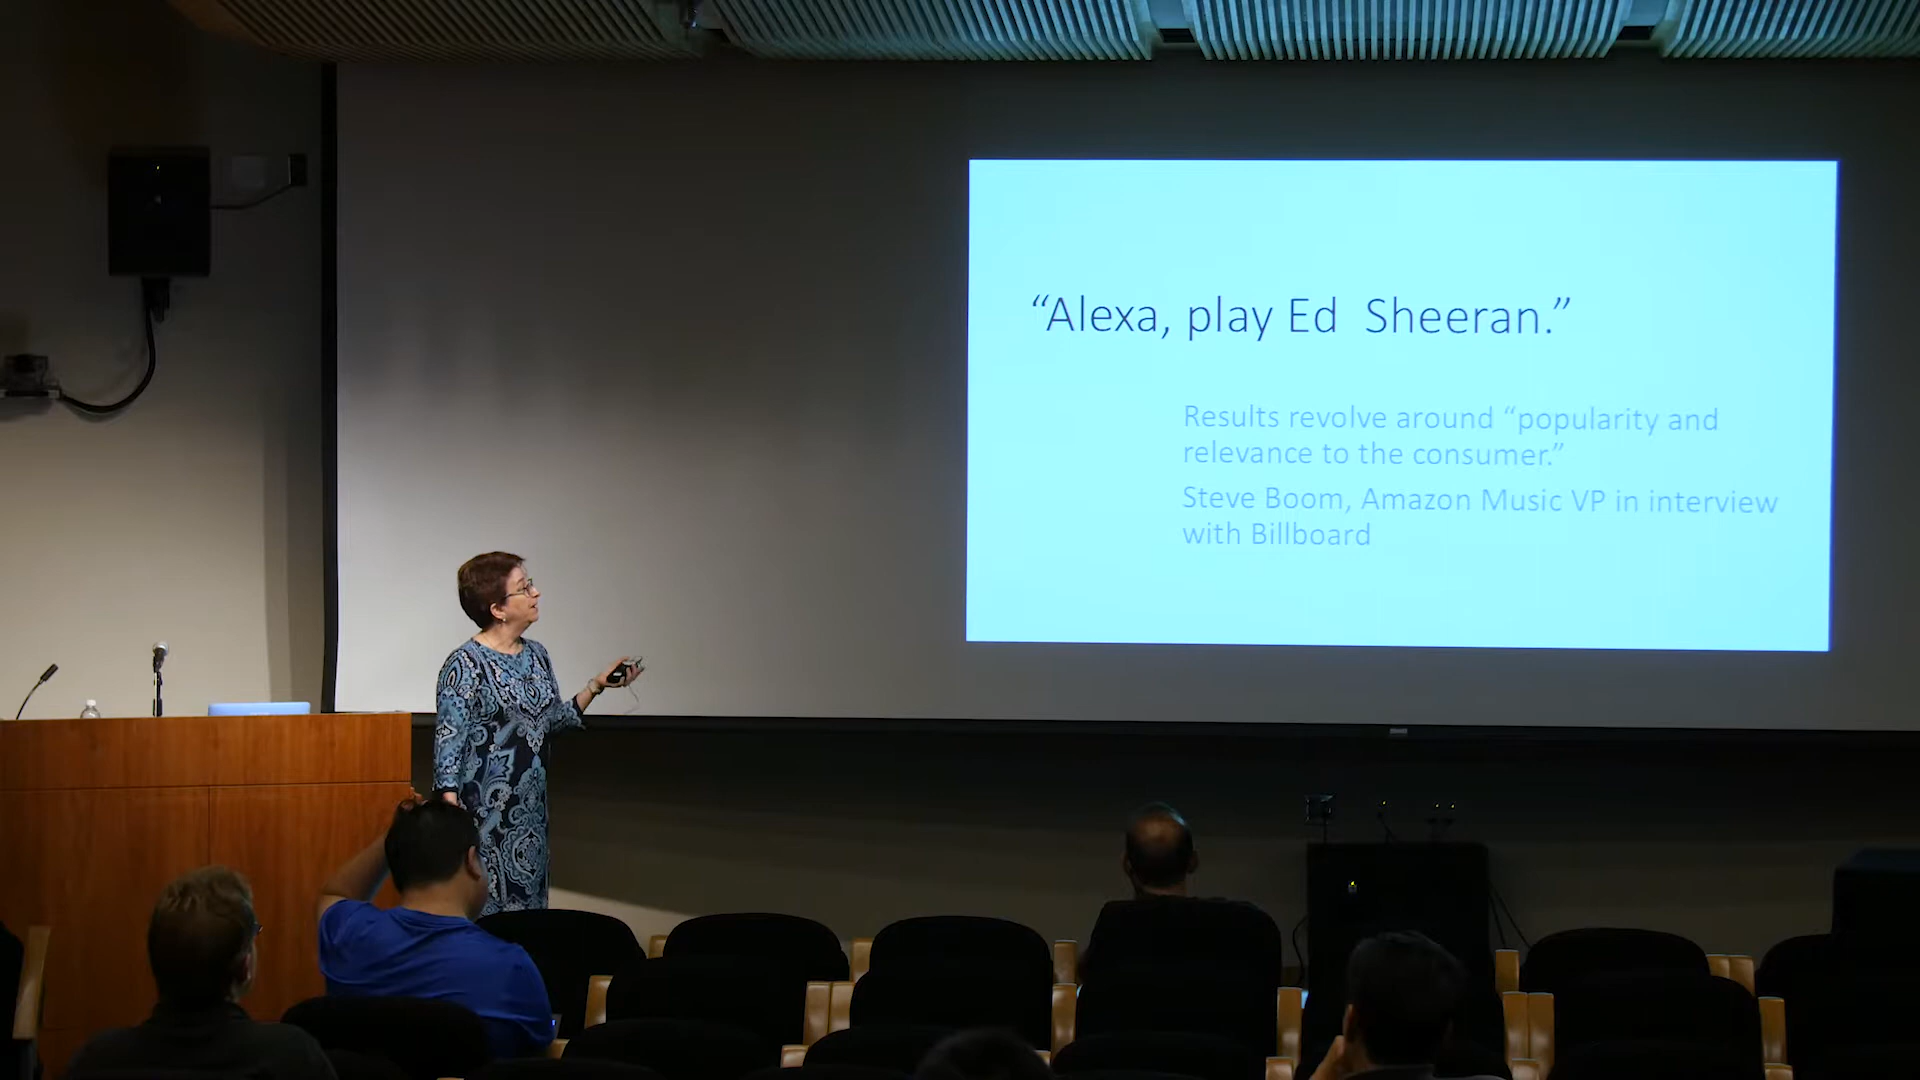 “Alexa, play Ed  Sheeran.”
Results revolve around “popularity and
relevance to the consumer.”
Steve Boom, Amazon Music VP in interview
with Billboard